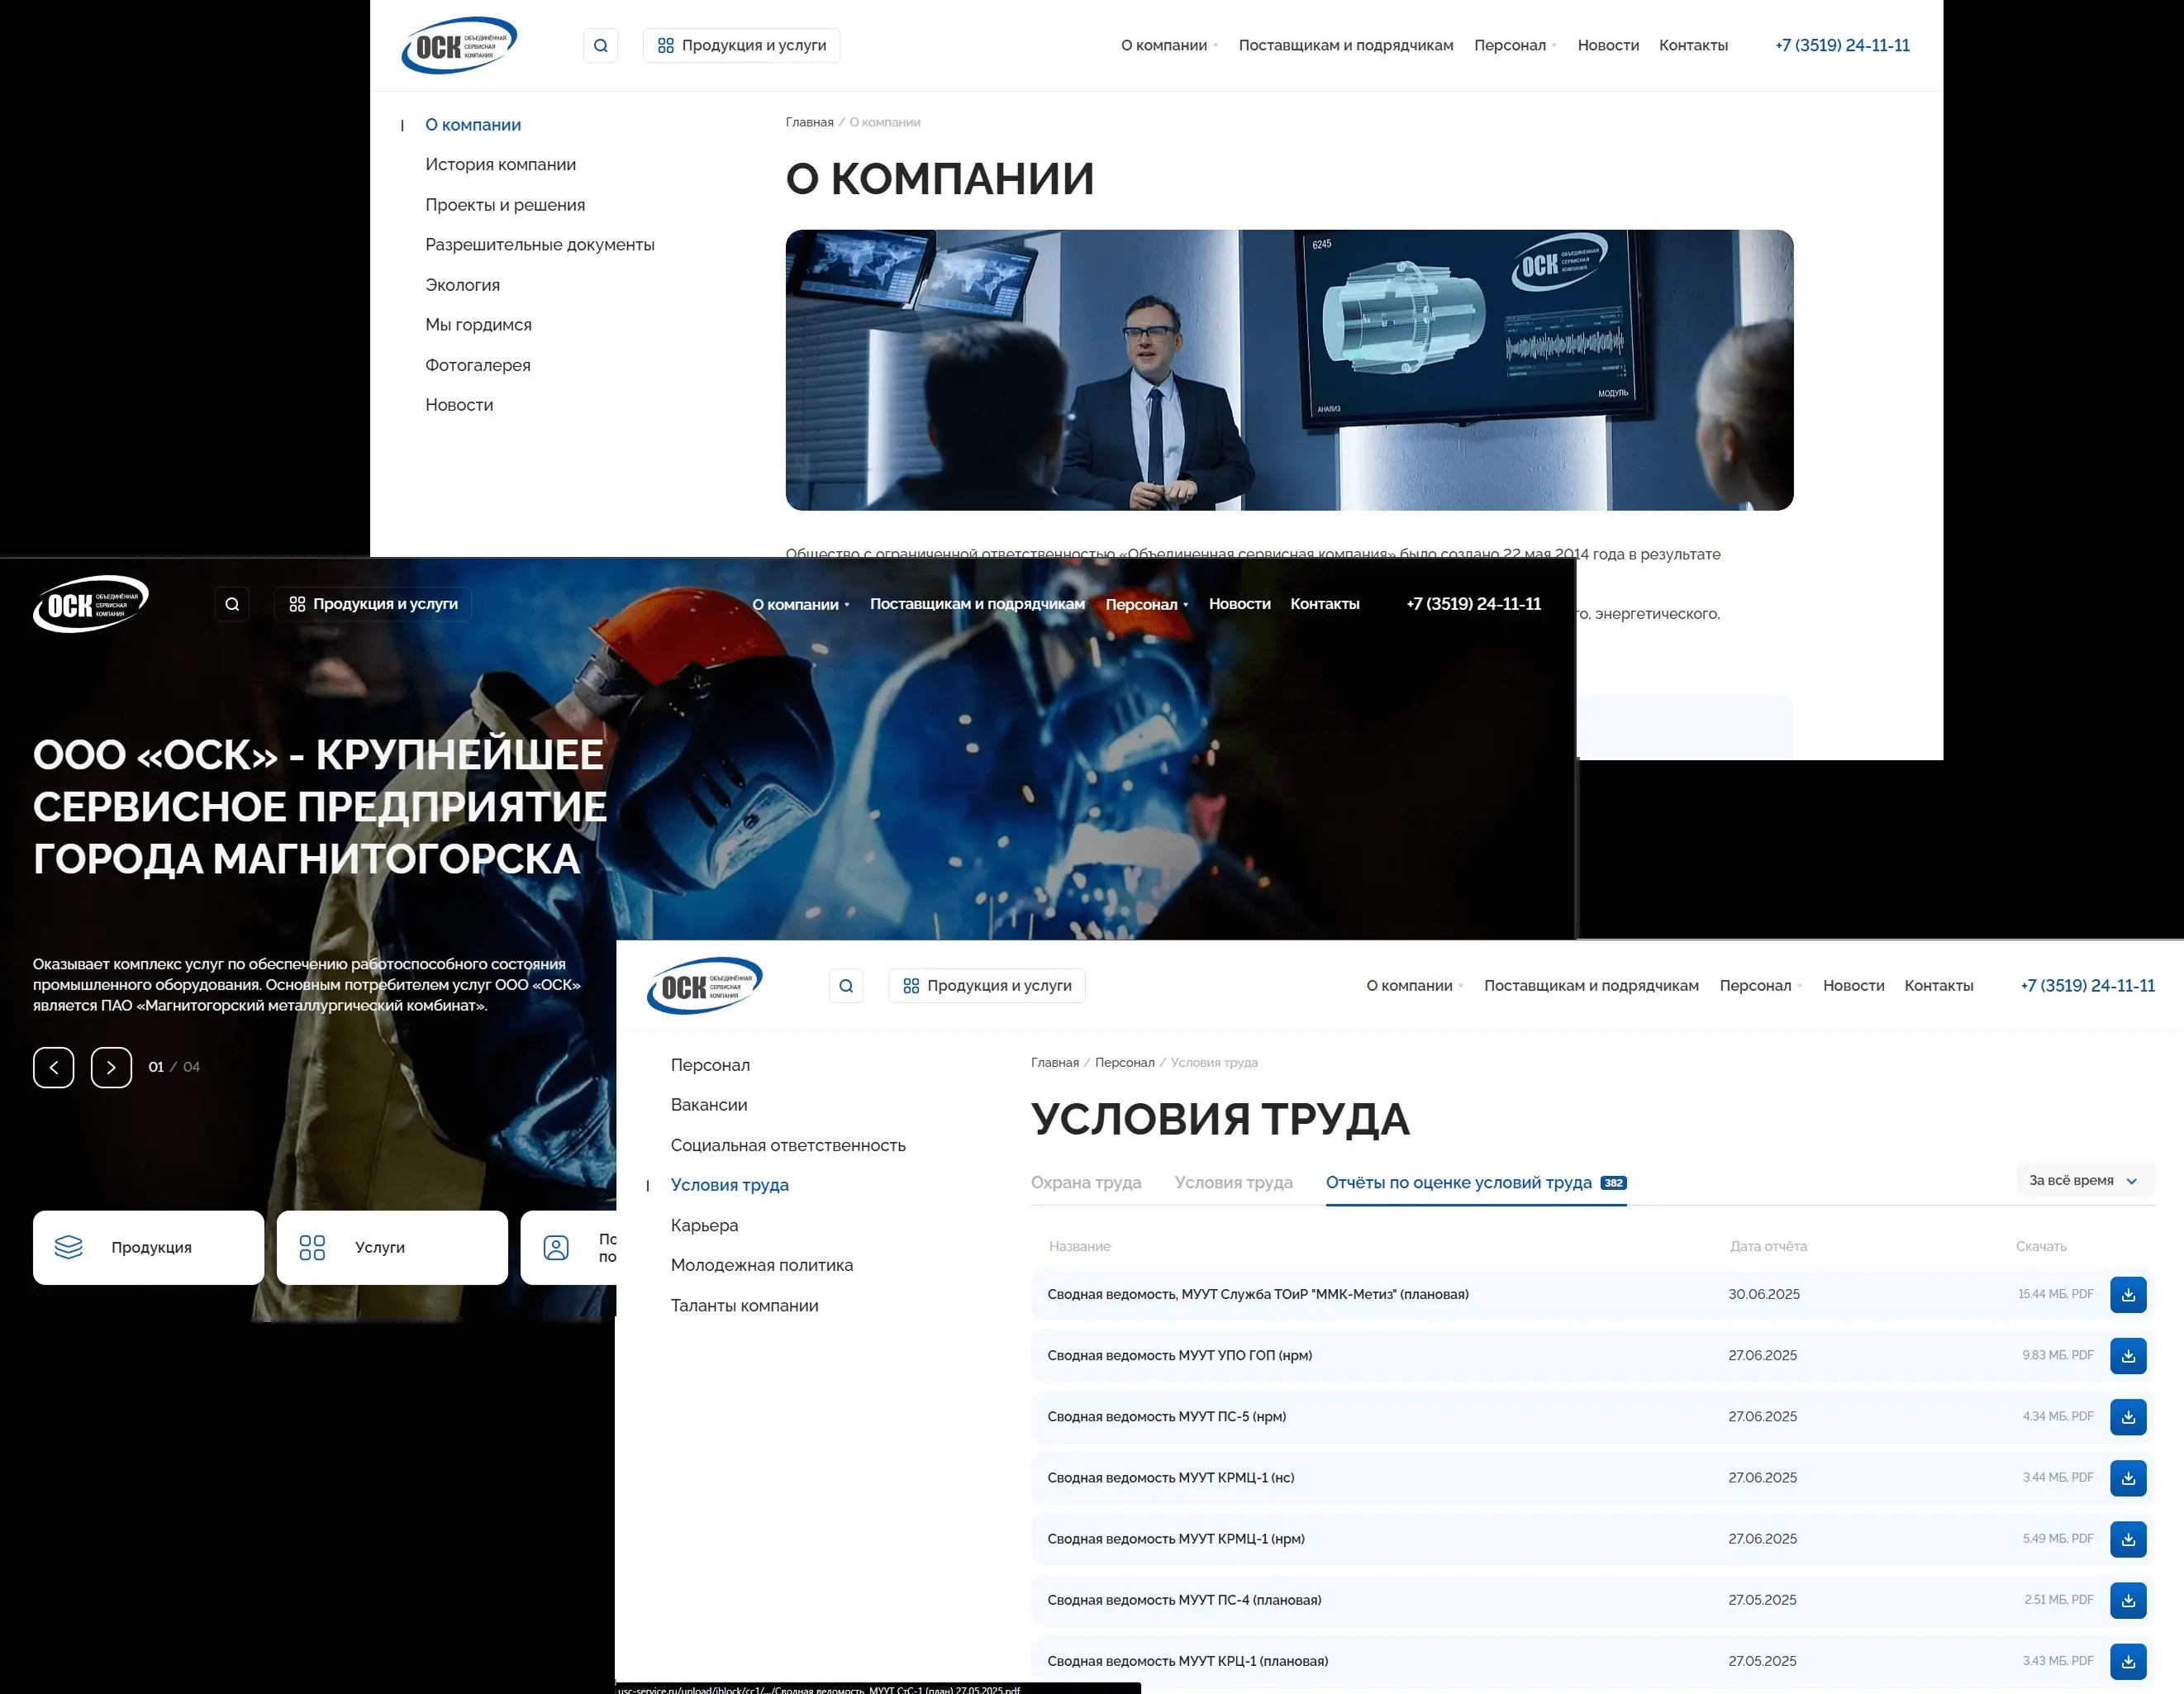 ОСК ОБЪЕДИНЁННАЯ СЕРВИСНАЯ КОМПАНИЯ
Продукция и услуги
О компании
Поставщикам и подрядчикам
Персонал
Новости
Контакты
+7 (3519) 24-11-11
О компании
История компании
Проекты и решения
Разрешительные документы
Экология
Мы гордимся
Фотогалерея
Новости
Главная / О компании
О КОМПАНИИ
6245
ОСК ОБЪЕДИНЁННАЯ СЕРВИСНАЯ КОМПАНИЯ
МОДУЛЬ
АНАЛИЗ
Общество с ограниченной ответственностью «Объединенная сервисная компания» было создано 22 мая 2014 года в результате
го, энергетического,
ОСК ОБЪЕДИНЁННАЯ СЕРВИСНАЯ КОМПАНИЯ
Продукция и услуги
О компании
Поставщикам и подрядчикам
Персонал
Новости
Контакты
+7 (3519) 24-11-11
ООО «ОСК» - КРУПНЕЙШЕЕ
СЕРВИСНОЕ ПРЕДПРИЯТИЕ
ГОРОДА МАГНИТОГОРСКА
Оказывает комплекс услуг по обеспечению работоспособного состояния
промышленного оборудования. Основным потребителем услуг ООО «ОСК»
является ПАО «Магнитогорский металлургический комбинат».
01 / 04
Продукция
Услуги
По
по
ОСК ОБЪЕДИНЁННАЯ СЕРВИСНАЯ КОМПАНИЯ
Продукция и услуги
О компании
Поставщикам и подрядчикам
Персонал
Новости
Контакты
+7 (3519) 24-11-11
Персонал
Вакансии
Социальная ответственность
Условия труда
Карьера
Молодежная политика
Таланты компании
Главная / Персонал / Условия труда
УСЛОВИЯ ТРУДА
Охрана труда
Условия труда
Отчёты по оценке условий труда 382
За всё время
Название Дата отчёта Скачать
Сводная ведомость, МУУТ Служба ТОиР "ММК-Метиз" (плановая) 30.06.2025 15.44 МБ, PDF
Сводная ведомость МУУТ УПО ГОП (нрм) 27.06.2025 9.83 МБ, PDF
Сводная ведомость МУУТ ПС-5 (нрм) 27.06.2025 4.34 МБ, PDF
Сводная ведомость МУУТ КРМЦ-1 (нс) 27.06.2025 3.44 МБ, PDF
Сводная ведомость МУУТ КРМЦ-1 (нрм) 27.06.2025 5.49 МБ, PDF
Сводная ведомость МУУТ ПС-4 (плановая) 27.05.2025 2.51 МБ, PDF
Сводная ведомость МУУТ КРЦ-1 (плановая) 27.05.2025 3.43 МБ, PDF
usc-service.ru/upload/iblock/cc1/.../Сводная ведомость, МУУТ СтС-1 (план) 27.05.2025.pdf